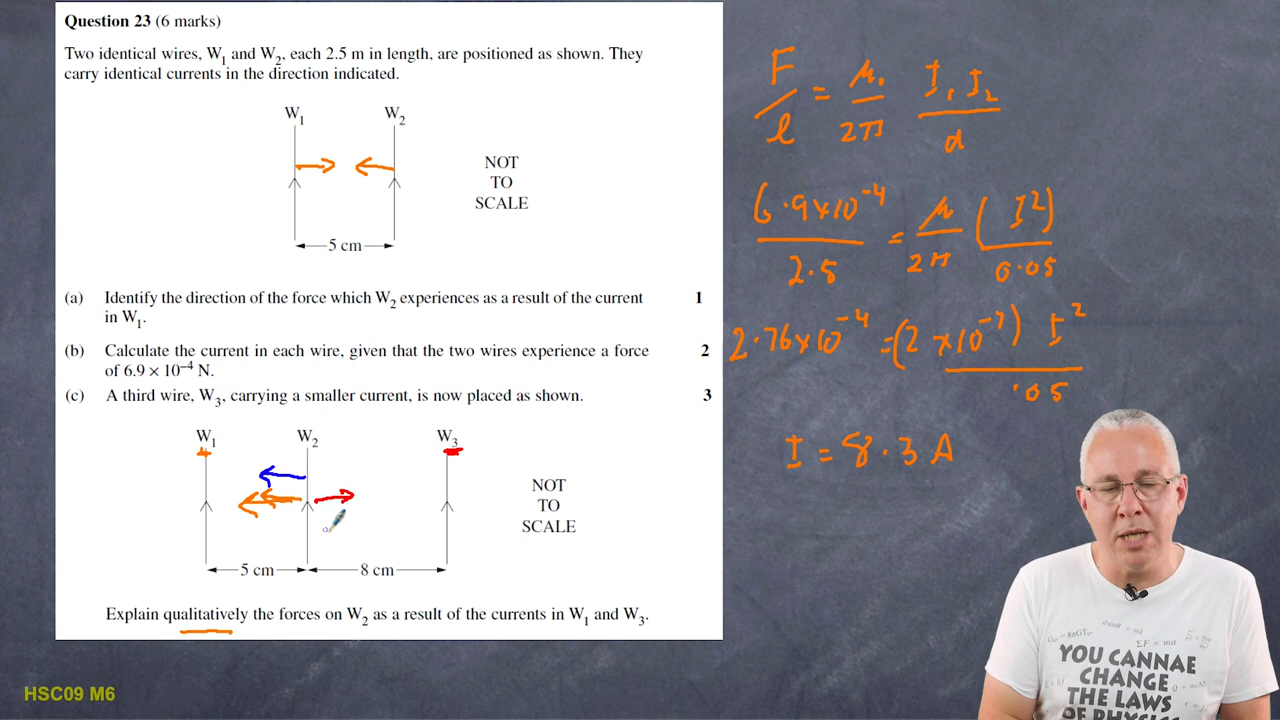 Question 23 (6 marks)
Two identical wires, W₁ and W₂, each 2.5 m in length, are positioned as shown. They
carry identical currents in the direction indicated.
W₁ W₂
NOT
TO
SCALE
5 cm
(a) Identify the direction of the force which W₂ experiences as a result of the current 1
in W₁.
(b) Calculate the current in each wire, given that the two wires experience a force 2
of 6.9 × 10⁻⁴ N.
(c) A third wire, W₃, carrying a smaller current, is now placed as shown. 3
W₁ W₂ W₃
NOT
TO
SCALE
5 cm 8 cm
Explain qualitatively the forces on W₂ as a result of the currents in W₁ and W₃.
F/l = μ₀/2π I₁ I₂/d
6.9×10⁻⁴/2.5 = μ/2π (I²)/0.05
2.76×10⁻⁴ = (2×10⁻⁷) I²/.05
I = 8.3 A
YOU CANNAE
CHANGE
THE LAWS
OF PHYSICS
ΣF = ma
HSC09 M6